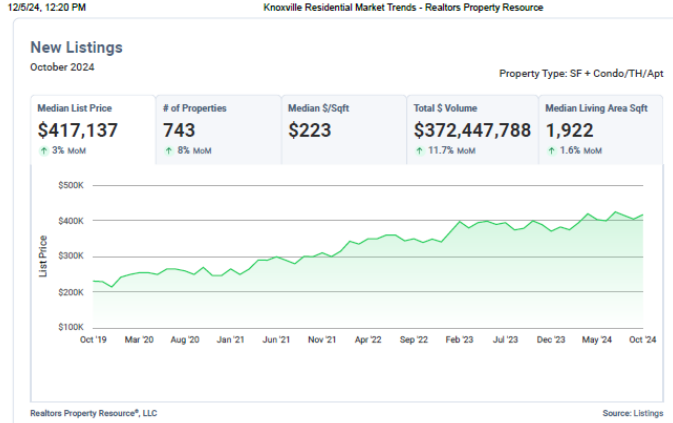 12/5/24, 12:20 PM Knoxville Residential Market Trends - Realtors Property Resource
New Listings
October 2024
Property Type: SF + Condo/TH/Apt
Median List Price # of Properties Median $/Sqft Total $ Volume Median Living Area Sqft
$417,137 743 $223 $372,447,788 1,922
↑ 3% MoM ↑ 8% MoM ↑ 11.7% MoM ↑ 1.6% MoM
$500K
$400K
$300K
$200K
$100K
List Price
Oct '19 Mar '20 Aug '20 Jan '21 Jun '21 Nov '21 Apr '22 Sep '22 Feb '23 Jul '23 Dec '23 May '24 Oct '24
Realtors Property Resource®, LLC Source: Listings